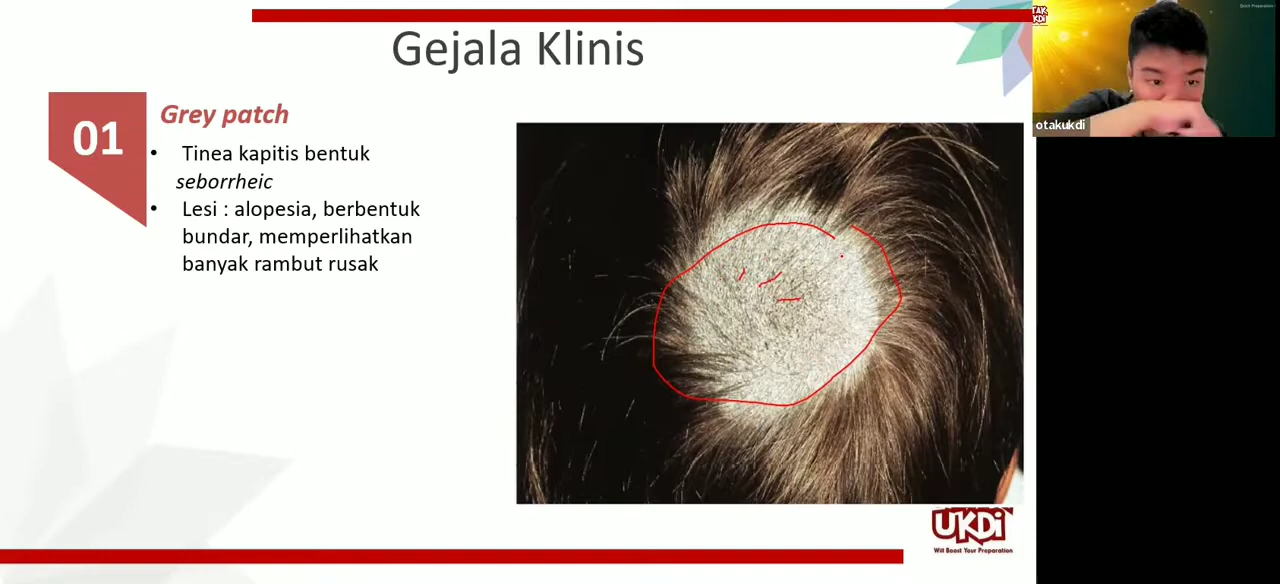 Gejala Klinis
01
Grey patch
• Tinea kapitis bentuk
seborrheic
• Lesi : alopesia, berbentuk
bundar, memperlihatkan
banyak rambut rusak
UKDi
Will Boost Your Preparation
otakukdi